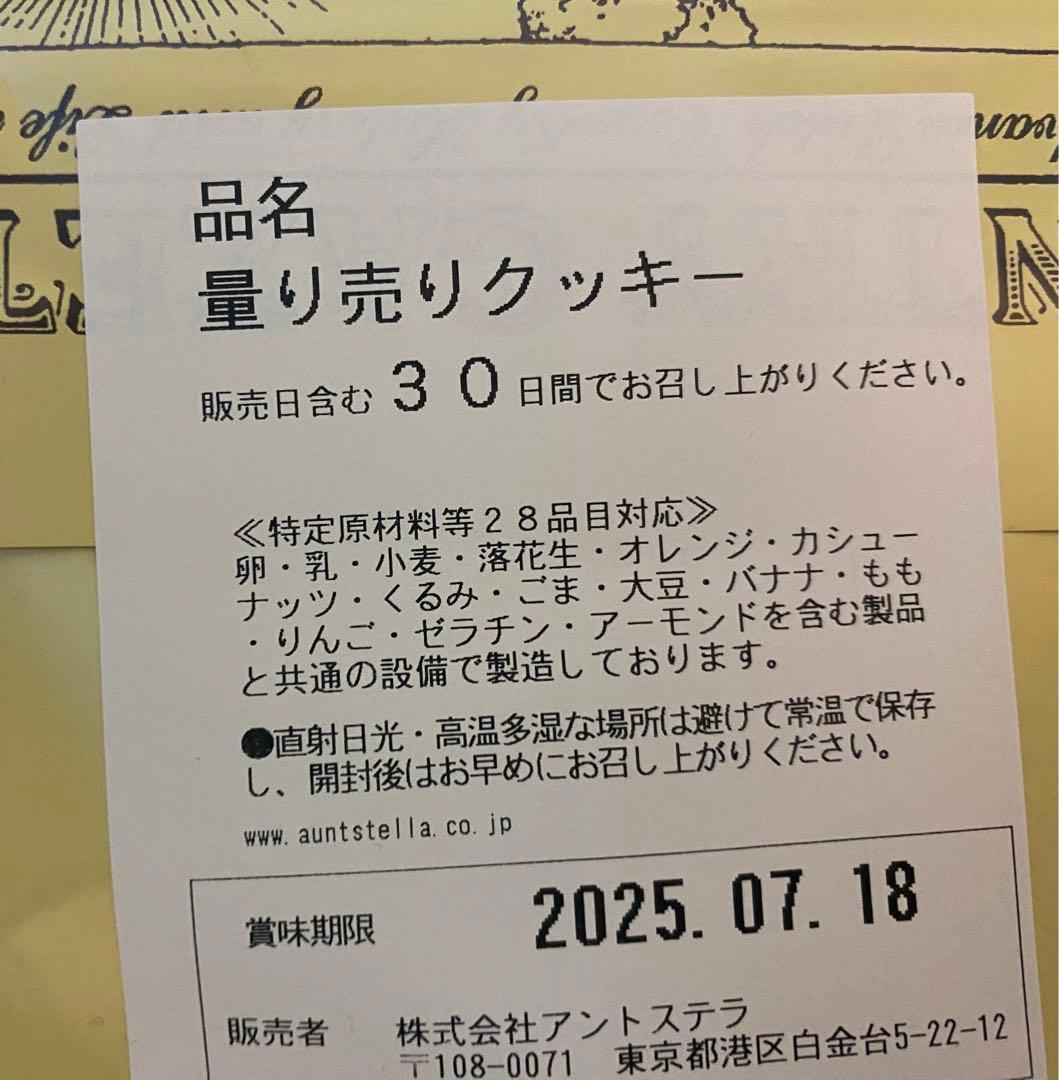 Life
品名
量り売りクッキー
販売日含む30日間でお召し上がりください。
≪特定原材料等28品目対応≫
卵・乳・小麦・落花生・オレンジ・カシュー
ナッツ・くるみ・ごま・大豆・バナナ・もも
・りんご・ゼラチン・アーモンドを含む製品
と共通の設備で製造しております。
●直射日光・高温多湿な場所は避けて常温で保存
し、開封後はお早めにお召し上がりください。
www.auntstella.co.jp
賞味期限 2025.07.18
販売者 株式会社アントステラ
〒108-0071 東京都港区白金台5-22-12